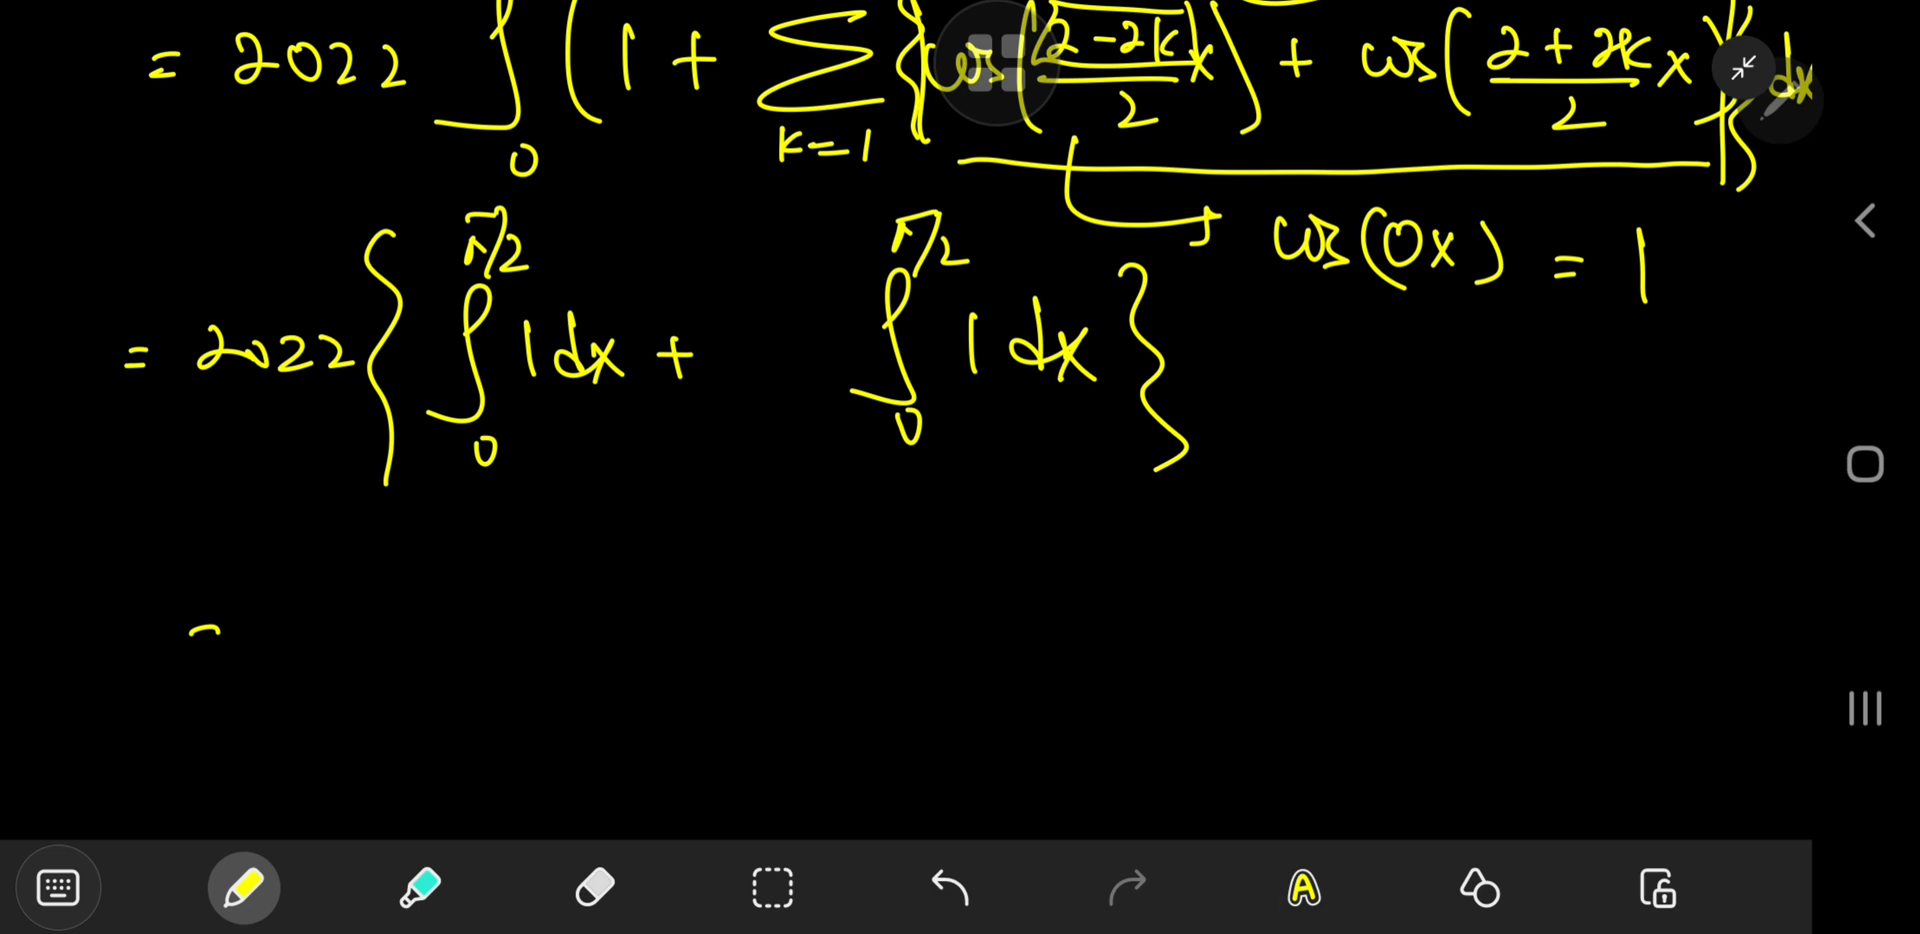 = 2022 ∫₀ (1 + Σ_{k=1} {cos((2-2k)/2 x) + cos((2+2k)/2 x)}) dx
cos(0x) = 1
= 2022 { ∫₀^{π/2} 1 dx + ∫₀^{π/2} 1 dx }
A